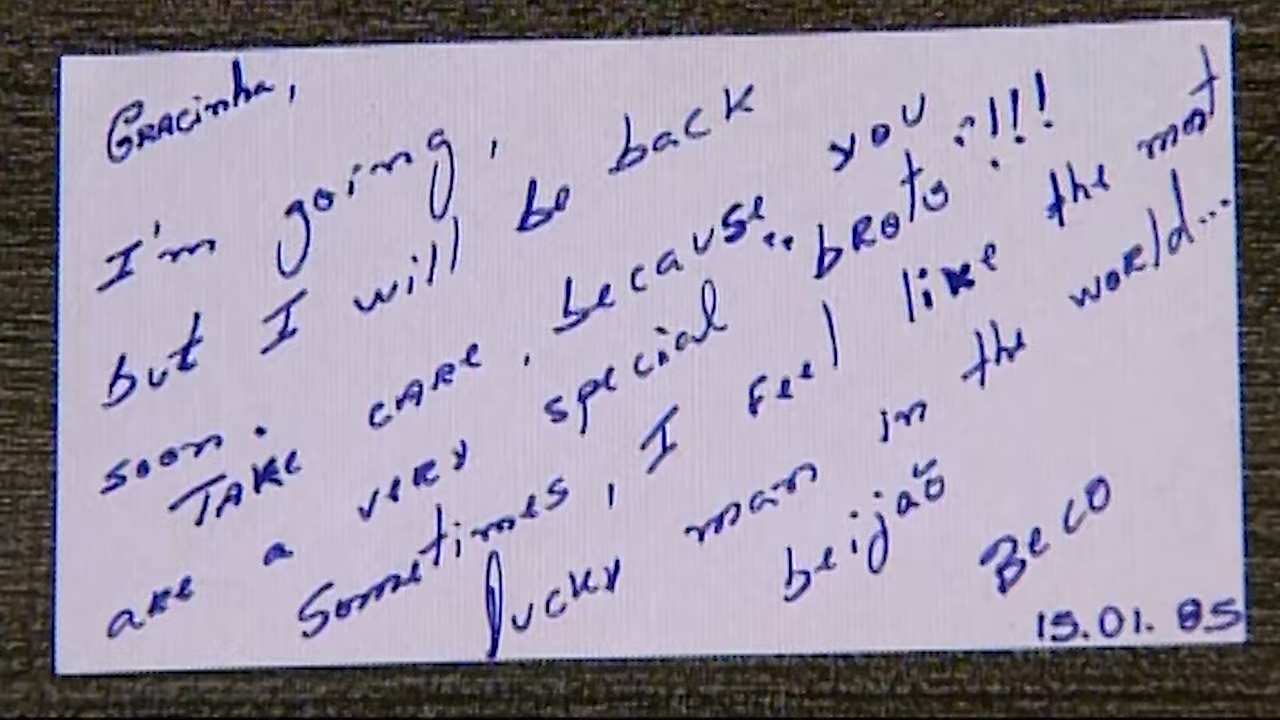 Gracinha,
I'm going,
but I will be back
soon.
TAKE CARE, because.. you
are a very special broto!!!!
Sometimes, I feel like the most
lucky man in the world...
beijaõ
BeCO
15.01.85